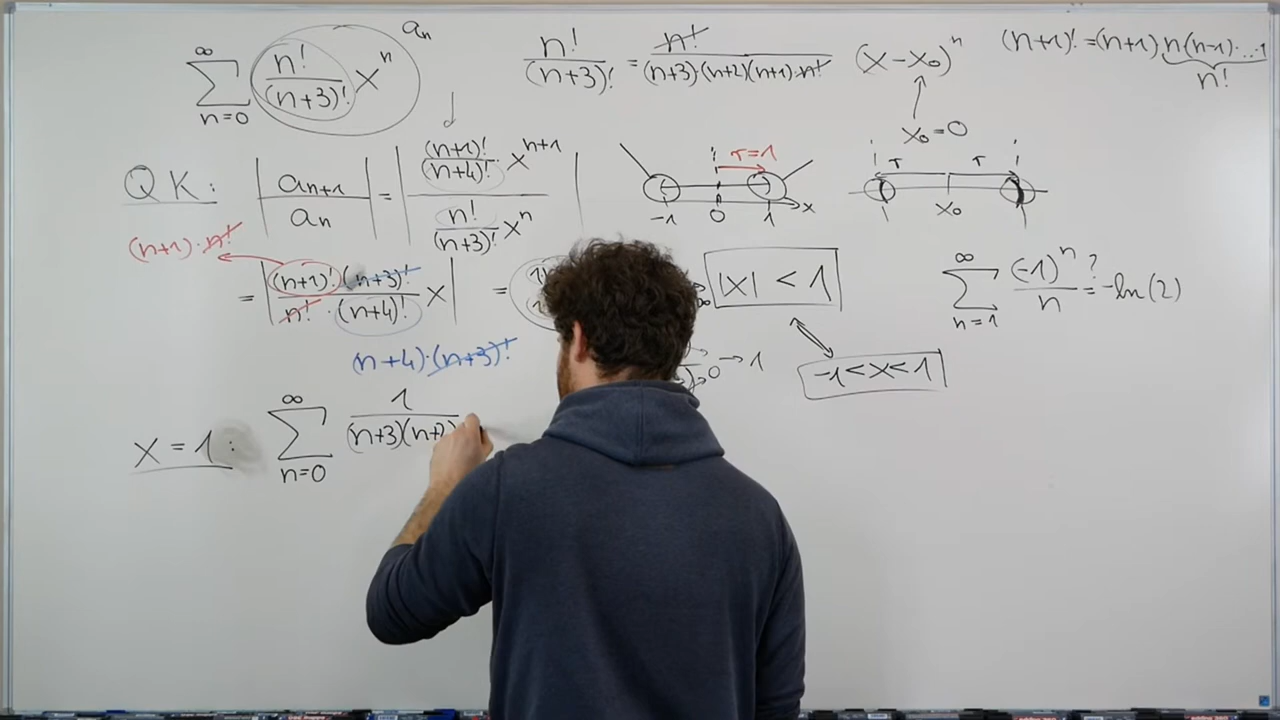 ∞ ∑ n=0 n!/(n+3)! xⁿ aₙ
n!/(n+3)! = n!/(n+3)·(n+2)(n+1)·n! (x-x₀)ⁿ
(n+1)! = (n+1) n(n-1)·...·1
n!
x₀=0
QK: |aₙ₊₁/aₙ| = |(n+1)!/(n+4)! · xⁿ⁺¹ / n!/(n+3)! xⁿ|
r=1
-1 0 1 x
r r
x₀
(n+1)·n!
= |(n+1)!·(n+3)!/n!·(n+4)! x| =
|x| < 1
∞ ∑ n=1 (-1)ⁿ/n ?= -ln(2)
(n+4)·(n+3)!
→0 →1
-1<x<1
x=1: ∞ ∑ n=0 1/(n+3)(n+2)